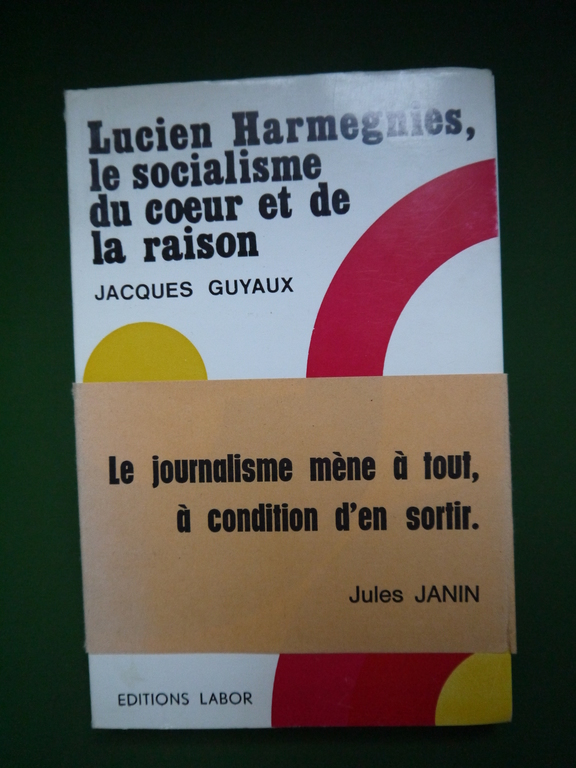 Lucien Harmegnies,
le socialisme
du coeur et de
la raison
JACQUES GUYAUX
Le journalisme mène à tout,
à condition d'en sortir.
Jules JANIN
EDITIONS LABOR